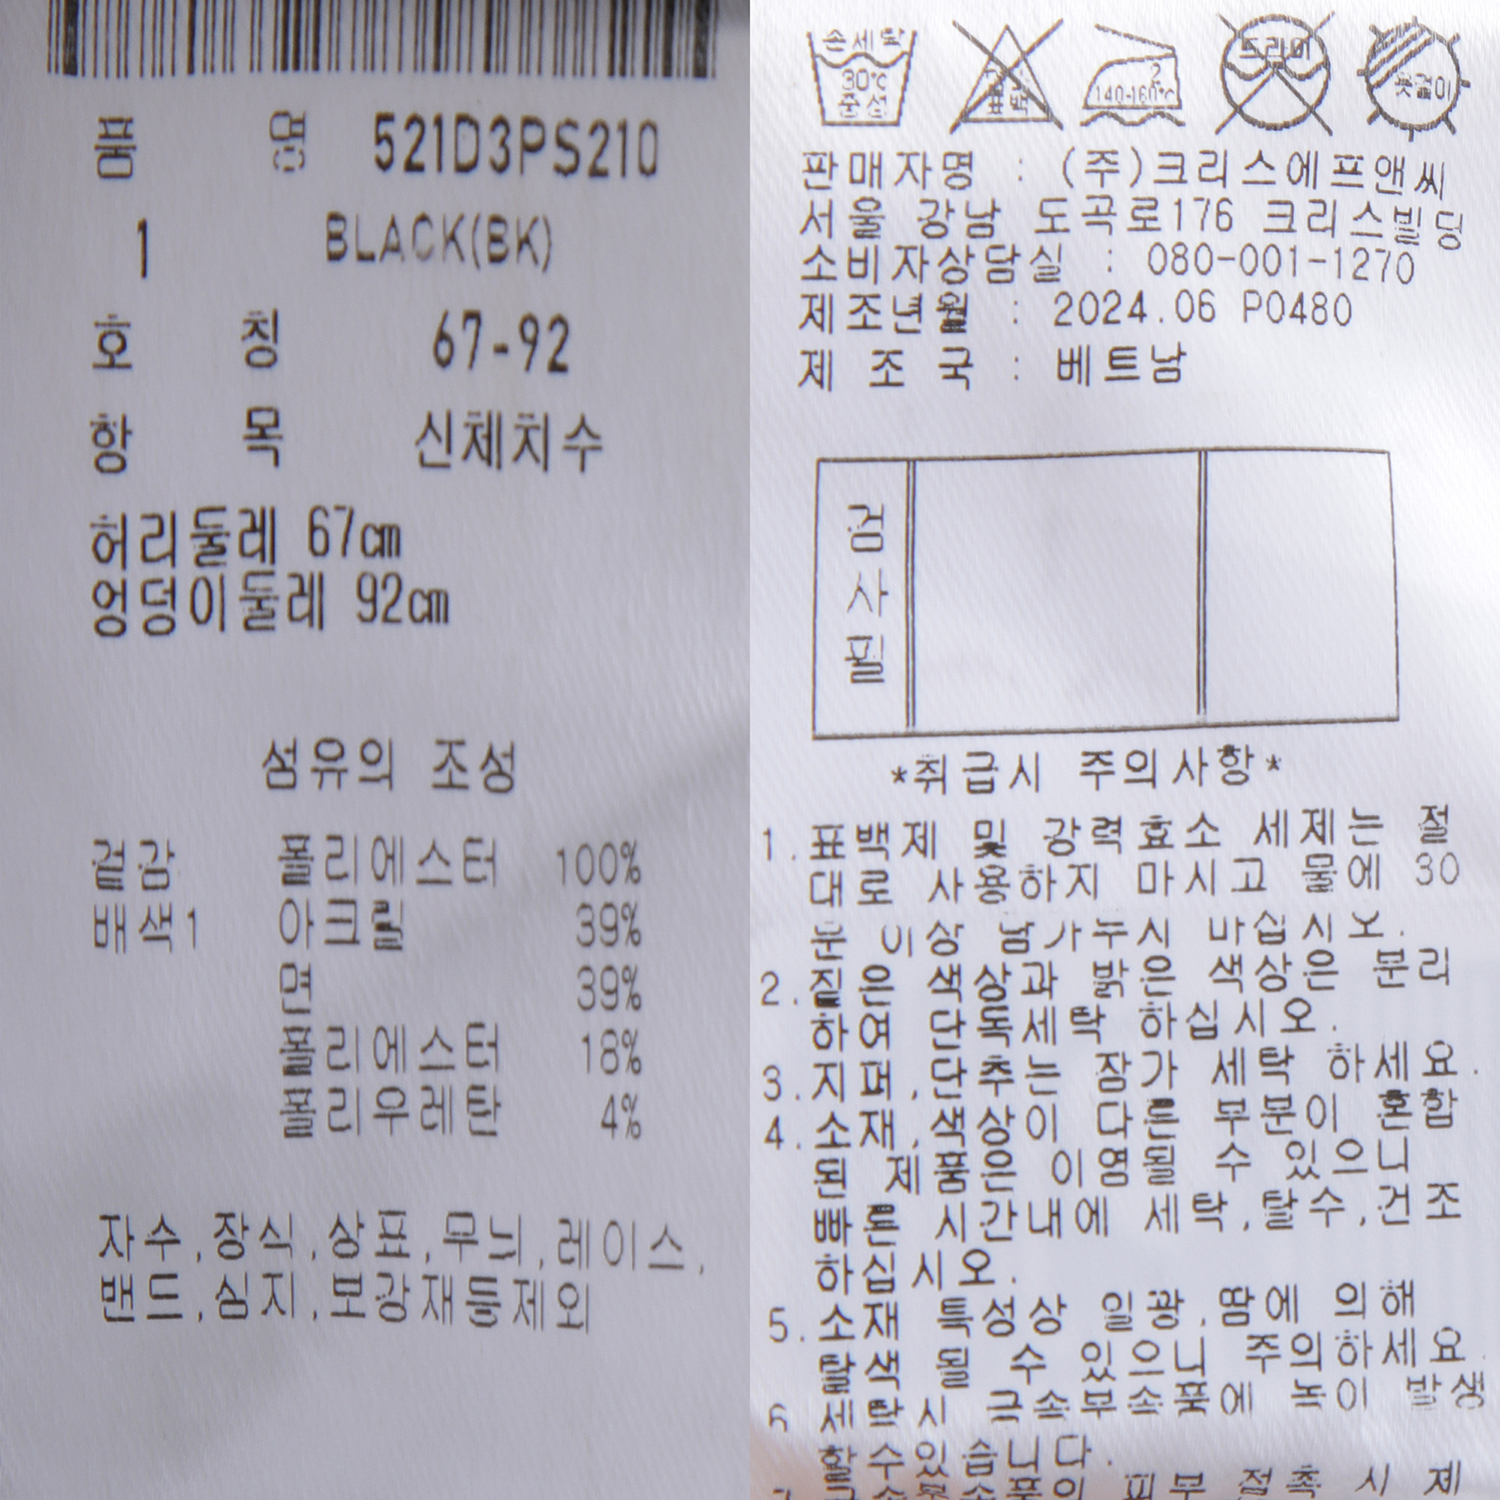 품 명 521D3PS210
1 BLACK(BK)
호 칭 67-92
항 목 신체치수
허리둘레 67㎝
엉덩이둘레 92㎝
섬유의 조성
겉감 폴리에스터 100%
배색1 아크릴 39%
면 39%
폴리에스터 18%
폴리우레탄 4%
자수,장식,상표,무늬,레이스,
밴드,심지,보강재등제외
손세탁
30℃
중성
표백
2
140-160℃
드라이
옷걸이
판매자명 : (주)크리스에프앤씨
서울 강남 도곡로176 크리스빌딩
소비자상담실 : 080-001-1270
제조년월 : 2024.06 P0480
제 조 국 : 베트남
검
사
필
*취급시 주의사항*
1.표백제 및 강력효소 세제는 절
대로 사용하지 마시고 물에 30
분 이상 담가두지 마십시오.
2.짙은 색상과 밝은 색상은 분리
하여 단독세탁 하십시오.
3.지퍼,단추는 잠가 세탁 하세요.
4.소재,색상이 다른 부분이 혼합
된 제품은 이염될 수 있으니
빠른 시간내에 세탁,탈수,건조
하십시오.
5.소재 특성상 일광,땀에 의해
탈색 될 수 있으니 주의하세요.
6 세탁시 금속부속품에 녹이 발생
할수있습니다.
피부 접촉 시 제